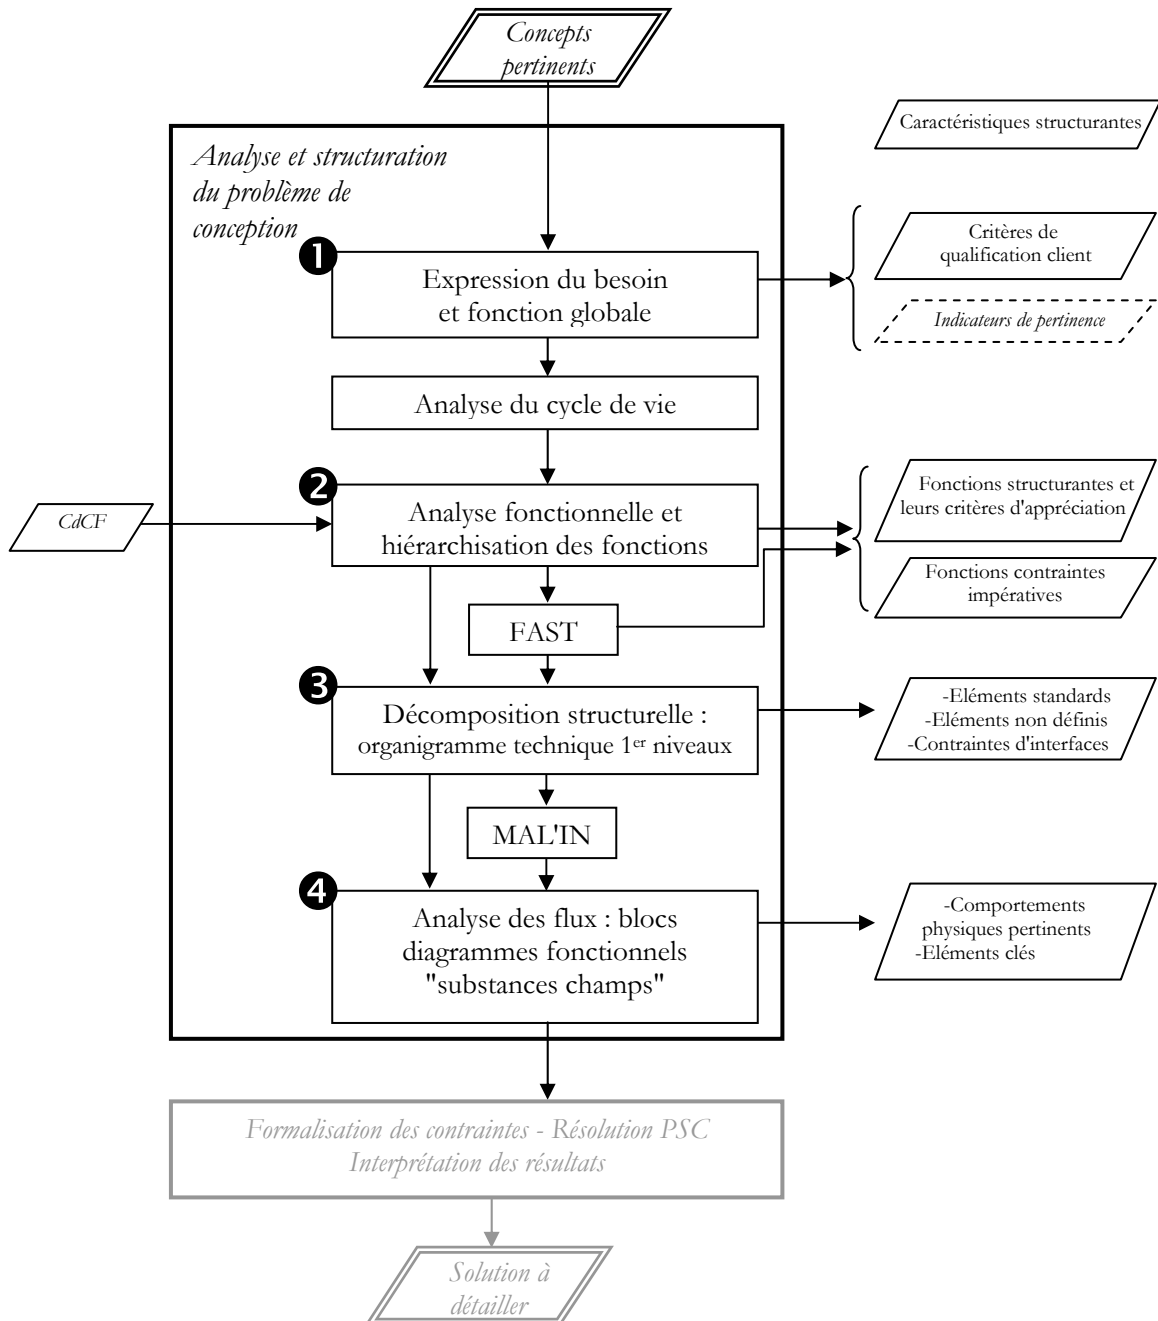 Concepts
pertinents
Caractéristiques structurantes
Analyse et structuration
du problème de
conception
1
Expression du besoin
et fonction globale
Critères de
qualification client
Indicateurs de pertinence
Analyse du cycle de vie
2
CdCF
Analyse fonctionnelle et
hiérarchisation des fonctions
Fonctions structurantes et
leurs critères d'appréciation
Fonctions contraintes
impératives
FAST
3
Décomposition structurelle :
organigramme technique 1er niveaux
-Eléments standards
-Eléments non définis
-Contraintes d'interfaces
MAL'IN
4
Analyse des flux : blocs
diagrammes fonctionnels
"substances champs"
-Comportements
physiques pertinents
-Eléments clés
Formalisation des contraintes - Résolution PSC
Interprétation des résultats
Solution à
détailler